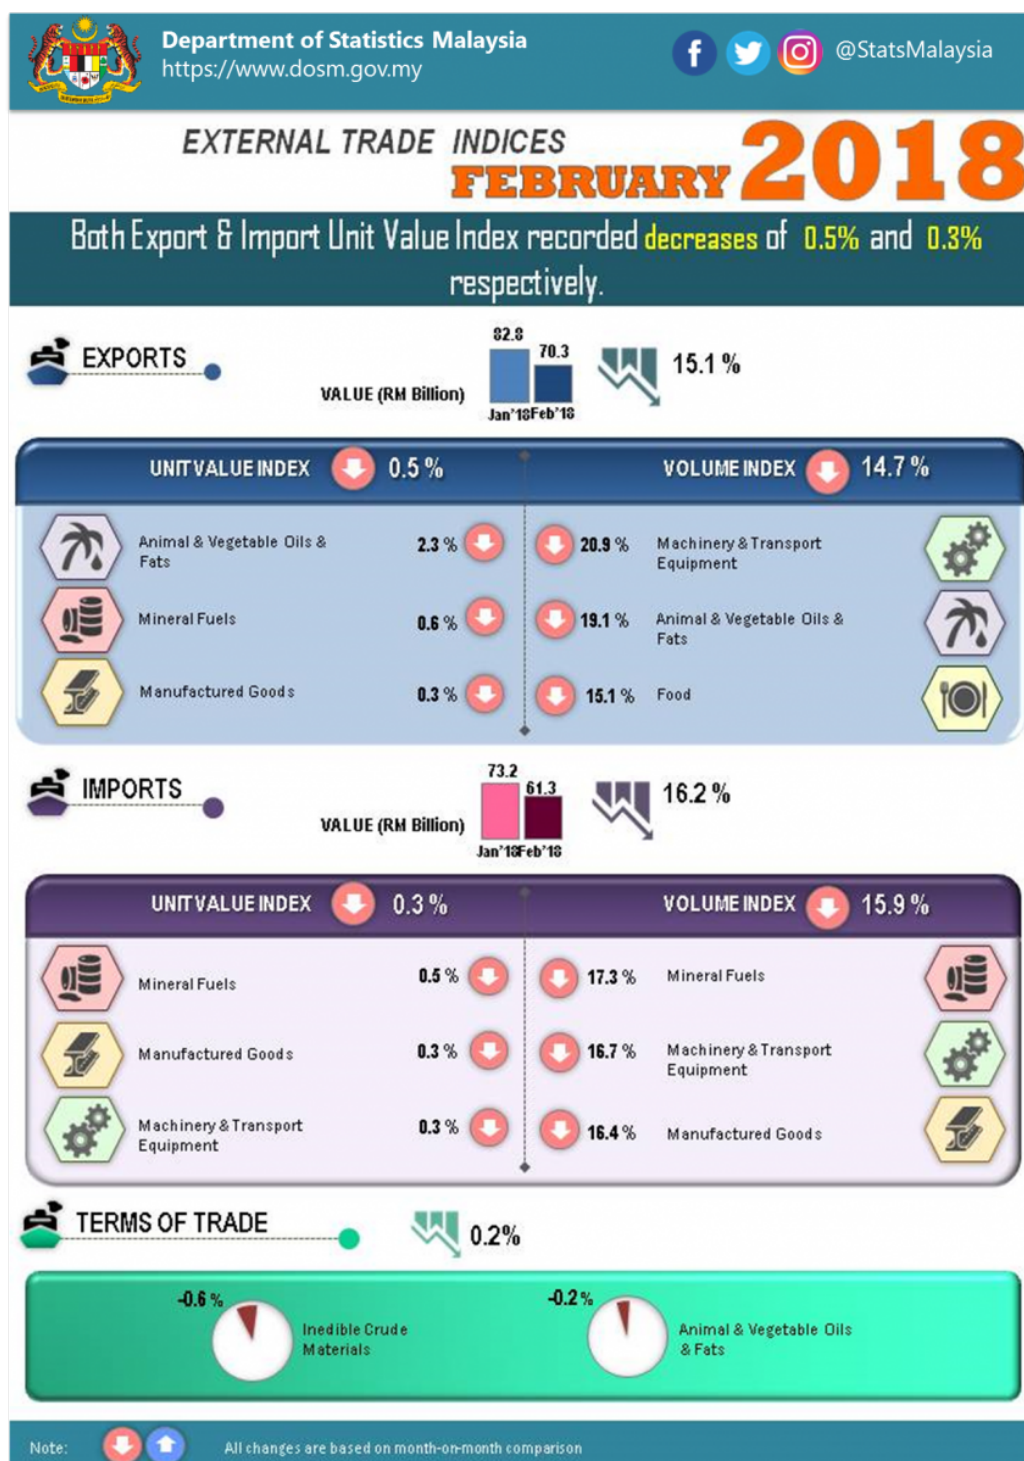 Department of Statistics Malaysia
https://www.dosm.gov.my
@StatsMalaysia
EXTERNAL TRADE INDICES
FEBRUARY 2018
Both Export & Import Unit Value Index recorded decreases of 0.5% and 0.3%
respectively.
EXPORTS
VALUE (RM Billion)
82.8
70.3
Jan'18 Feb'18
15.1 %
UNIT VALUE INDEX 0.5 %
VOLUME INDEX 14.7 %
Animal & Vegetable Oils &
Fats
2.3 %
Mineral Fuels
0.6 %
Manufactured Goods
0.3 %
20.9 %
Machinery & Transport
Equipment
19.1 %
Animal & Vegetable Oils &
Fats
15.1 %
Food
IMPORTS
VALUE (RM Billion)
73.2
61.3
Jan'18 Feb'18
16.2 %
UNIT VALUE INDEX 0.3 %
VOLUME INDEX 15.9 %
Mineral Fuels
0.5 %
Manufactured Goods
0.3 %
Machinery & Transport
Equipment
0.3 %
17.3 %
Mineral Fuels
16.7 %
Machinery & Transport
Equipment
16.4 %
Manufactured Goods
TERMS OF TRADE
0.2%
-0.6 %
Inedible Crude
Materials
-0.2 %
Animal & Vegetable Oils
& Fats
Note:
All changes are based on month-on-month comparison